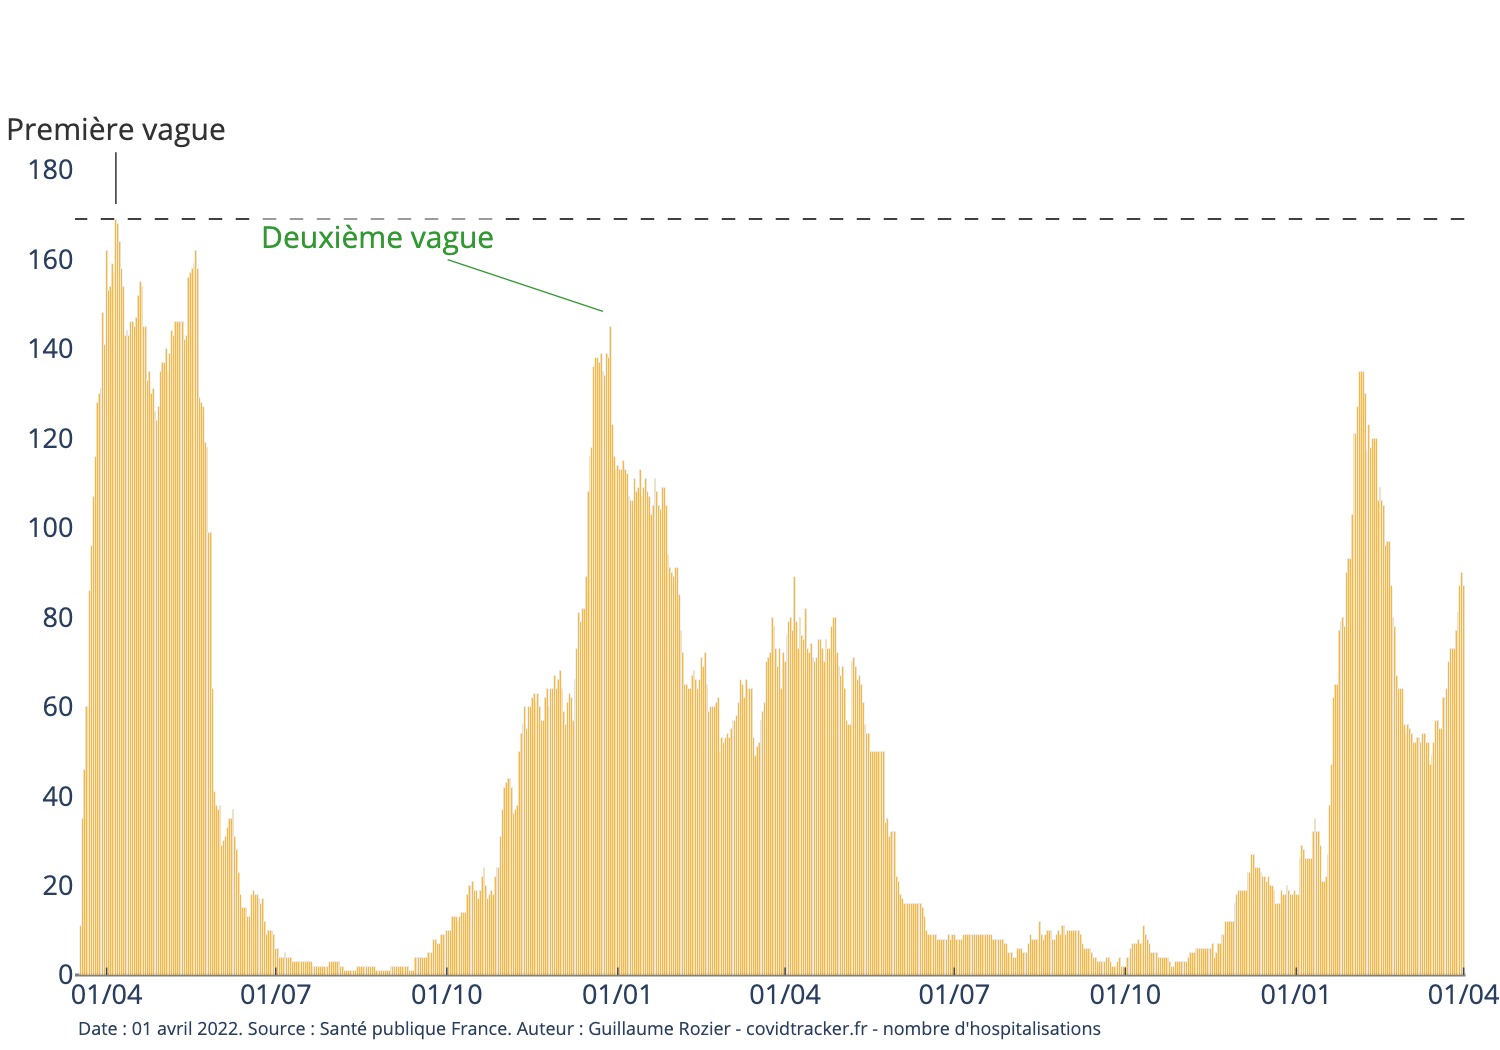 Première vague
180
Deuxième vague
160
140
120
100
80
60
40
20
0
01/04 01/07 01/10 01/01 01/04 01/07 01/10 01/01 01/04
Date : 01 avril 2022. Source : Santé publique France. Auteur : Guillaume Rozier - covidtracker.fr - nombre d'hospitalisations